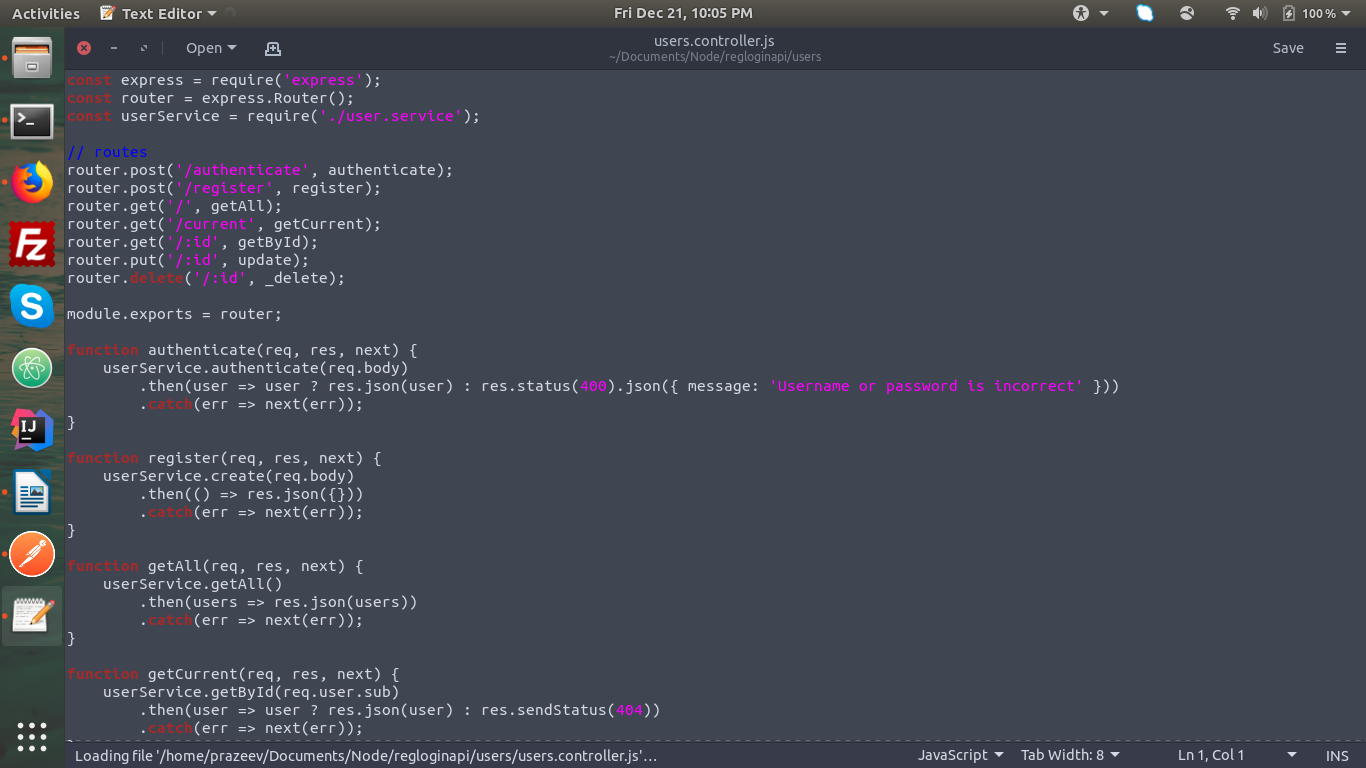 Activities Text Editor Fri Dec 21, 10:05 PM 100 %
Open users.controller.js Save
~/Documents/Node/regloginapi/users
const express = require('express');
const router = express.Router();
const userService = require('./user.service');
// routes
router.post('/authenticate', authenticate);
router.post('/register', register);
router.get('/', getAll);
router.get('/current', getCurrent);
router.get('/:id', getById);
router.put('/:id', update);
router.delete('/:id', _delete);
module.exports = router;
function authenticate(req, res, next) {
    userService.authenticate(req.body)
        .then(user => user ? res.json(user) : res.status(400).json({ message: 'Username or password is incorrect' }))
        .catch(err => next(err));
}
function register(req, res, next) {
    userService.create(req.body)
        .then(() => res.json({}))
        .catch(err => next(err));
}
function getAll(req, res, next) {
    userService.getAll()
        .then(users => res.json(users))
        .catch(err => next(err));
}
function getCurrent(req, res, next) {
    userService.getById(req.user.sub)
        .then(user => user ? res.json(user) : res.sendStatus(404))
        .catch(err => next(err));
Loading file '/home/prazeev/Documents/Node/regloginapi/users/users.controller.js'… JavaScript Tab Width: 8 Ln 1, Col 1 INS
Fz
S
IJ